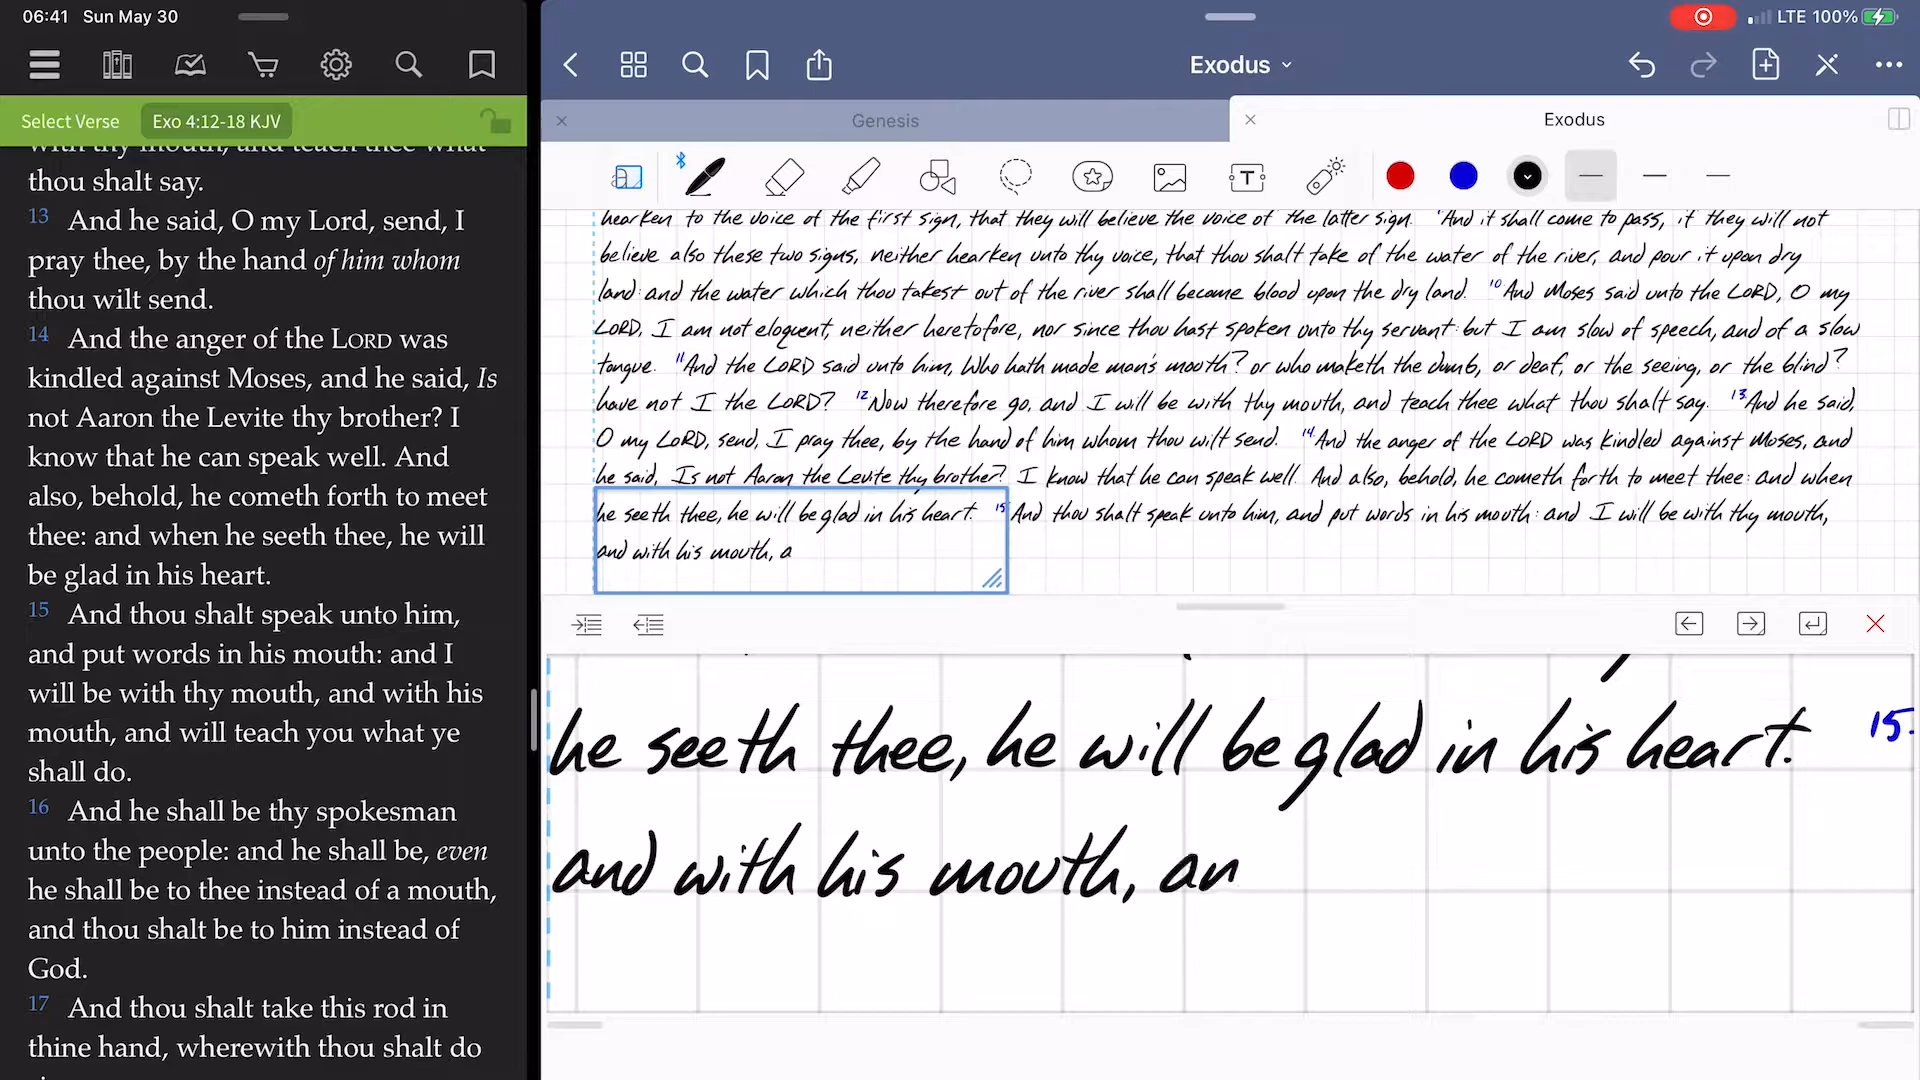 06:41 Sun May 30
LTE 100%
Exodus
Select Verse Exo 4:12-18 KJV
Genesis
Exodus
with thy mouth, and teach thee what
thou shalt say.
13 And he said, O my Lord, send, I
pray thee, by the hand of him whom
thou wilt send.
14 And the anger of the LORD was
kindled against Moses, and he said, Is
not Aaron the Levite thy brother? I
know that he can speak well. And
also, behold, he cometh forth to meet
thee: and when he seeth thee, he will
be glad in his heart.
15 And thou shalt speak unto him,
and put words in his mouth: and I
will be with thy mouth, and with his
mouth, and will teach you what ye
shall do.
16 And he shall be thy spokesman
unto the people: and he shall be, even
he shall be to thee instead of a mouth,
and thou shalt be to him instead of
God.
17 And thou shalt take this rod in
thine hand, wherewith thou shalt do
hearken to the voice of the first sign, that they will believe the voice of the latter sign. And it shall come to pass, if they will not
believe also these two signs, neither hearken unto thy voice, that thou shalt take of the water of the river, and pour it upon dry
land: and the water which thou takest out of the river shall become blood upon the dry land. 10 And Moses said unto the LORD, O my
LORD, I am not eloquent, neither heretofore, nor since thou hast spoken unto thy servant: but I am slow of speech, and of a slow
tongue. 11 And the LORD said unto him, Who hath made man's mouth? or who maketh the dumb, or deaf, or the seeing, or the blind?
have not I the LORD? 12 Now therefore go, and I will be with thy mouth, and teach thee what thou shalt say. 13 And he said,
O my LORD, send, I pray thee, by the hand of him whom thou wilt send. 14 And the anger of the LORD was kindled against Moses, and
he said, Is not Aaron the Levite thy brother? I know that he can speak well. And also, behold, he cometh forth to meet thee: and when
he seeth thee, he will be glad in his heart. 15 And thou shalt speak unto him, and put words in his mouth: and I will be with thy mouth,
and with his mouth, a
he seeth thee, he will be glad in his heart. 15.
and with his mouth, an